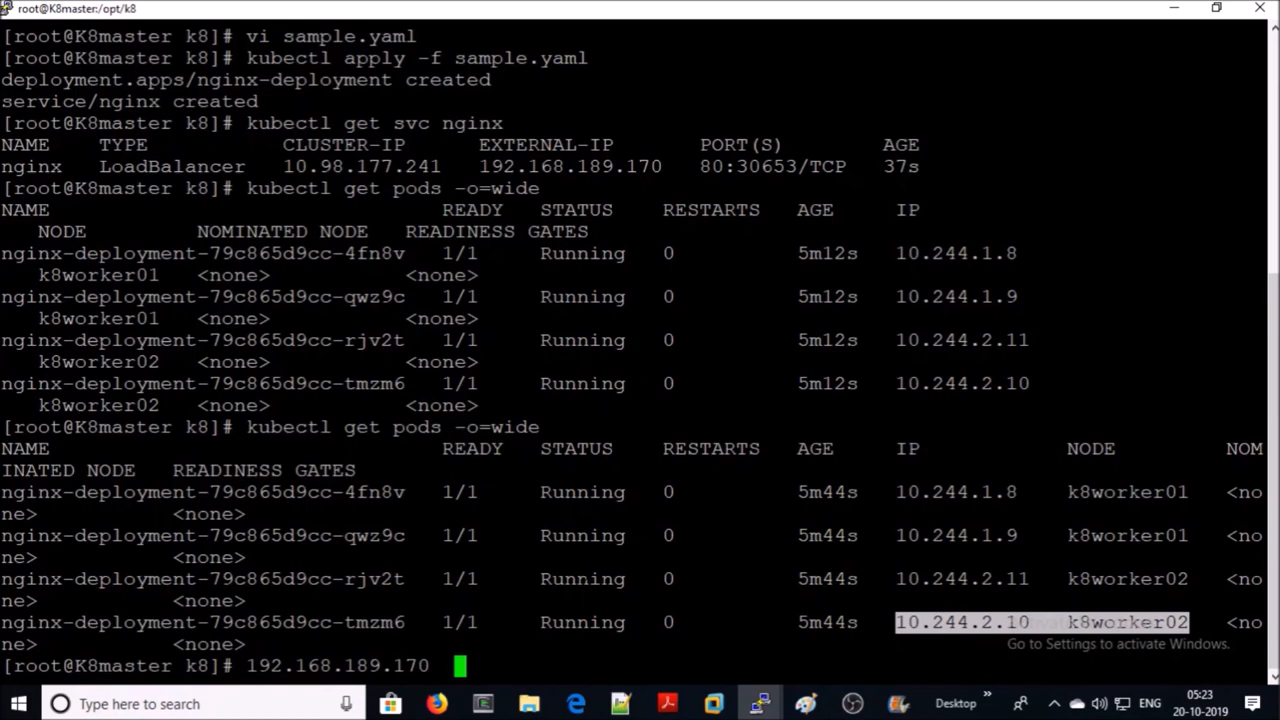 root@K8master:/opt/k8
[root@K8master k8]# vi sample.yaml
[root@K8master k8]# kubectl apply -f sample.yaml
deployment.apps/nginx-deployment created
service/nginx created
[root@K8master k8]# kubectl get svc nginx
NAME TYPE CLUSTER-IP EXTERNAL-IP PORT(S) AGE
nginx LoadBalancer 10.98.177.241 192.168.189.170 80:30653/TCP 37s
[root@K8master k8]# kubectl get pods -o=wide
NAME READY STATUS RESTARTS AGE IP
NODE NOMINATED NODE READINESS GATES
nginx-deployment-79c865d9cc-4fn8v 1/1 Running 0 5m12s 10.244.1.8
k8worker01 <none> <none>
nginx-deployment-79c865d9cc-qwz9c 1/1 Running 0 5m12s 10.244.1.9
k8worker01 <none> <none>
nginx-deployment-79c865d9cc-rjv2t 1/1 Running 0 5m12s 10.244.2.11
k8worker02 <none> <none>
nginx-deployment-79c865d9cc-tmzm6 1/1 Running 0 5m12s 10.244.2.10
k8worker02 <none> <none>
[root@K8master k8]# kubectl get pods -o=wide
NAME READY STATUS RESTARTS AGE IP NODE NOM
INATED NODE READINESS GATES
nginx-deployment-79c865d9cc-4fn8v 1/1 Running 0 5m44s 10.244.1.8 k8worker01 <no
ne> <none>
nginx-deployment-79c865d9cc-qwz9c 1/1 Running 0 5m44s 10.244.1.9 k8worker01 <no
ne> <none>
nginx-deployment-79c865d9cc-rjv2t 1/1 Running 0 5m44s 10.244.2.11 k8worker02 <no
ne> <none>
nginx-deployment-79c865d9cc-tmzm6 1/1 Running 0 5m44s 10.244.2.10 k8worker02 <no
ne> <none>
Go to Settings to activate Windows.
[root@K8master k8]# 192.168.189.170
Type here to search
Desktop
ENG
05:23
20-10-2019